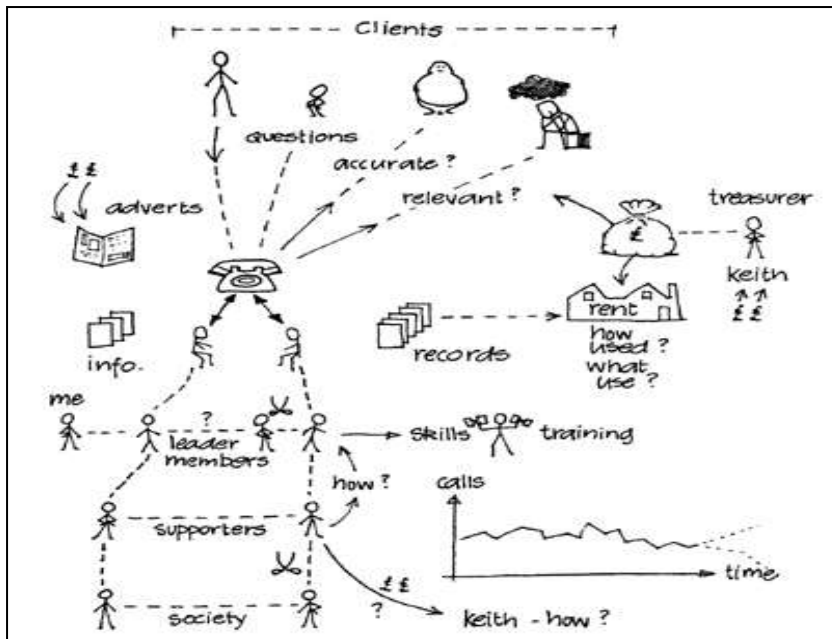 Clients
questions
accurate ?
relevant ?
£ £
adverts
treasurer
£
keith
£ £
rent
how
used ?
what
use ?
info.
records
me
?
leader
members
skills
training
how ?
calls
supporters
time
£ £
?
society
keith - how ?